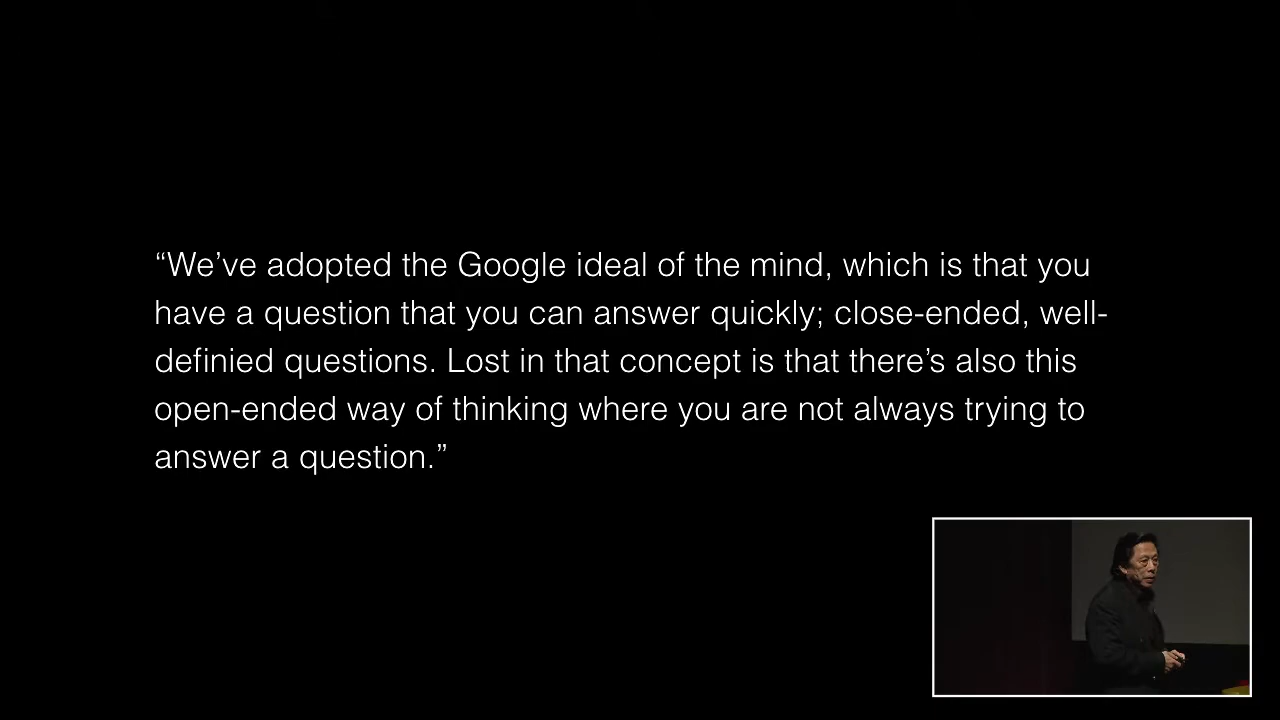 “We’ve adopted the Google ideal of the mind, which is that you
have a question that you can answer quickly; close-ended, well-
definied questions. Lost in that concept is that there’s also this
open-ended way of thinking where you are not always trying to
answer a question.”